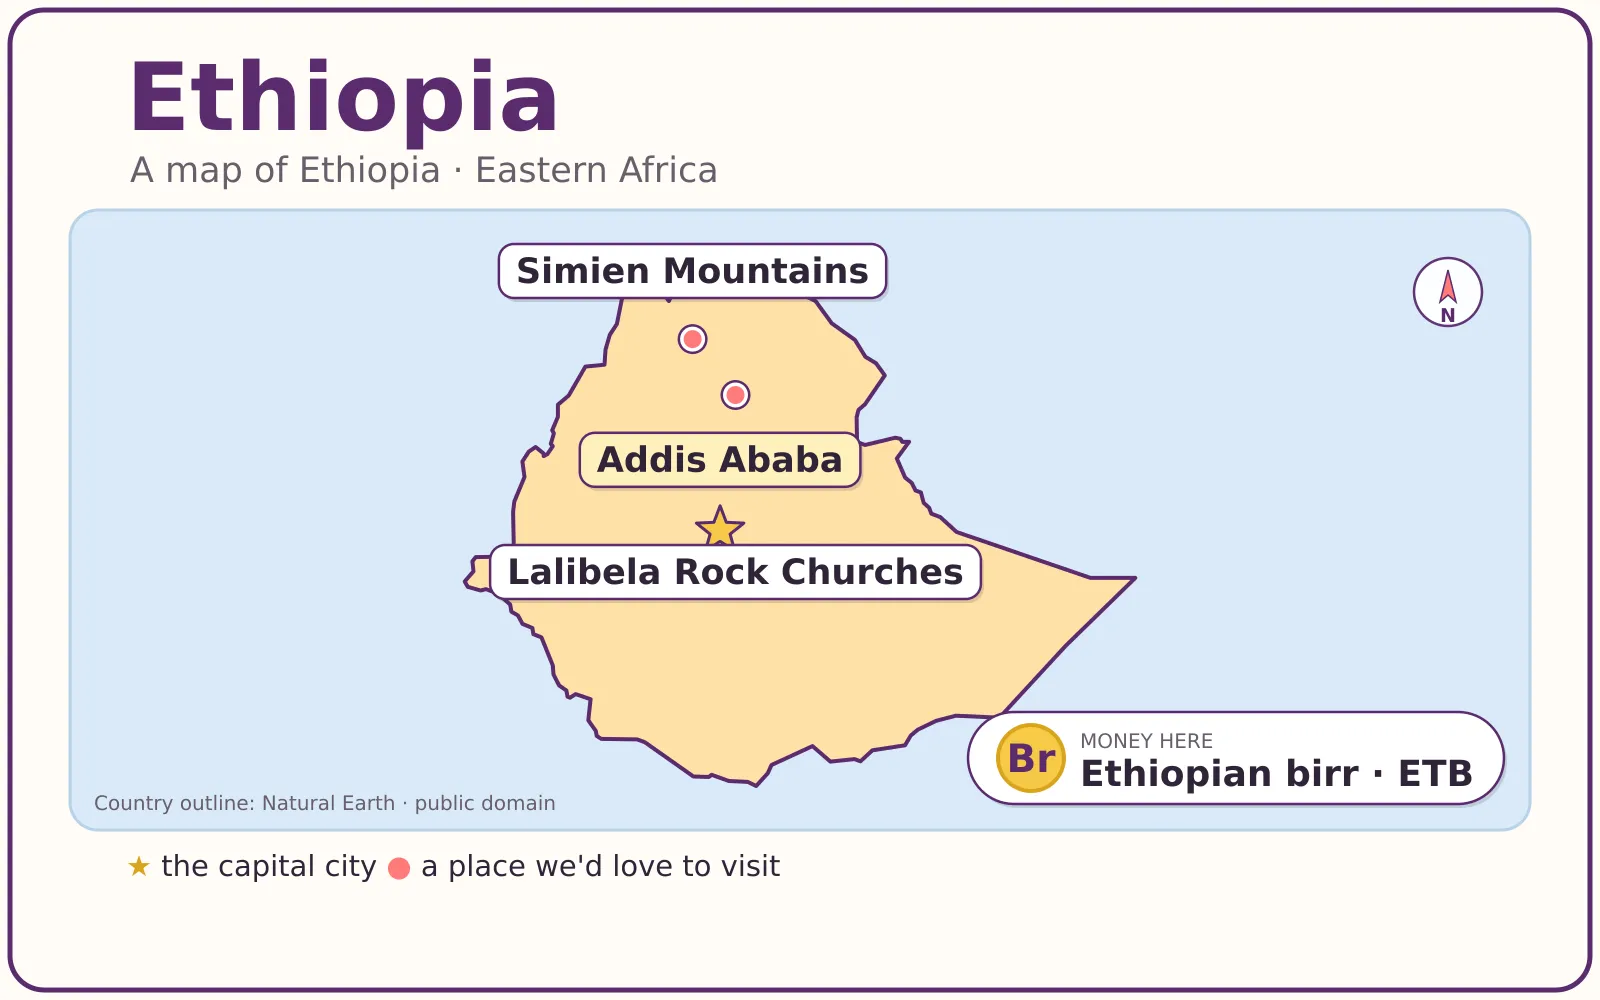 Ethiopia
A map of Ethiopia · Eastern Africa
Simien Mountains
N
Addis Ababa
Lalibela Rock Churches
Br
MONEY HERE
Ethiopian birr · ETB
Country outline: Natural Earth · public domain
★ the capital city ● a place we'd love to visit